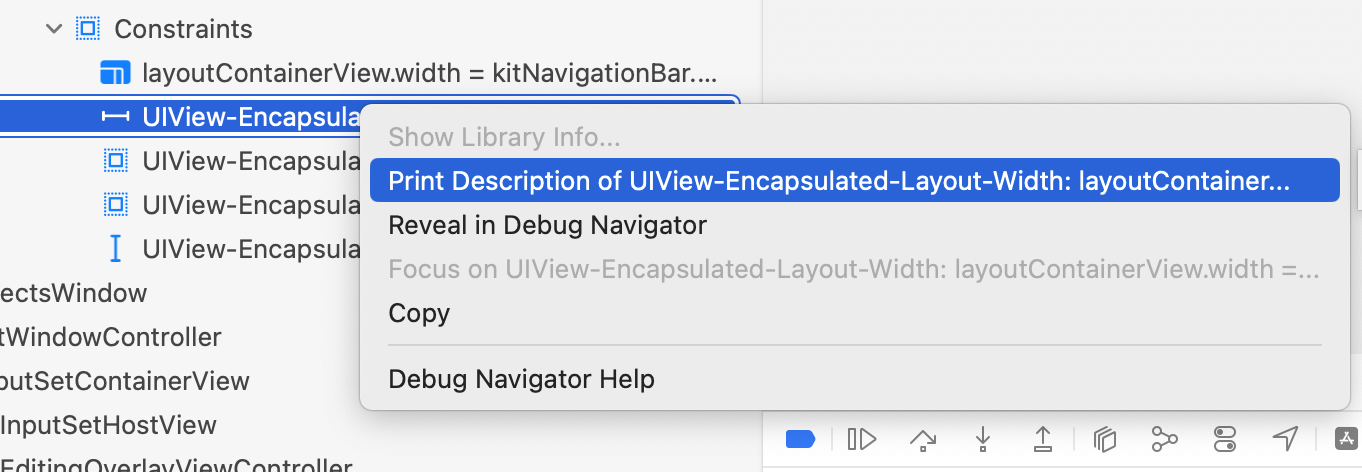 Constraints
layoutContainerView.width = kitNavigationBar....
UIView-Encapsula
Show Library Info...
UIView-Encapsula
Print Description of UIView-Encapsulated-Layout-Width: layoutContainer...
UIView-Encapsula
Reveal in Debug Navigator
UIView-Encapsula
Focus on UIView-Encapsulated-Layout-Width: layoutContainerView.width =...
ectsWindow
Copy
tWindowController
outSetContainerView
Debug Navigator Help
InputSetHostView
EditingOverlayViewController